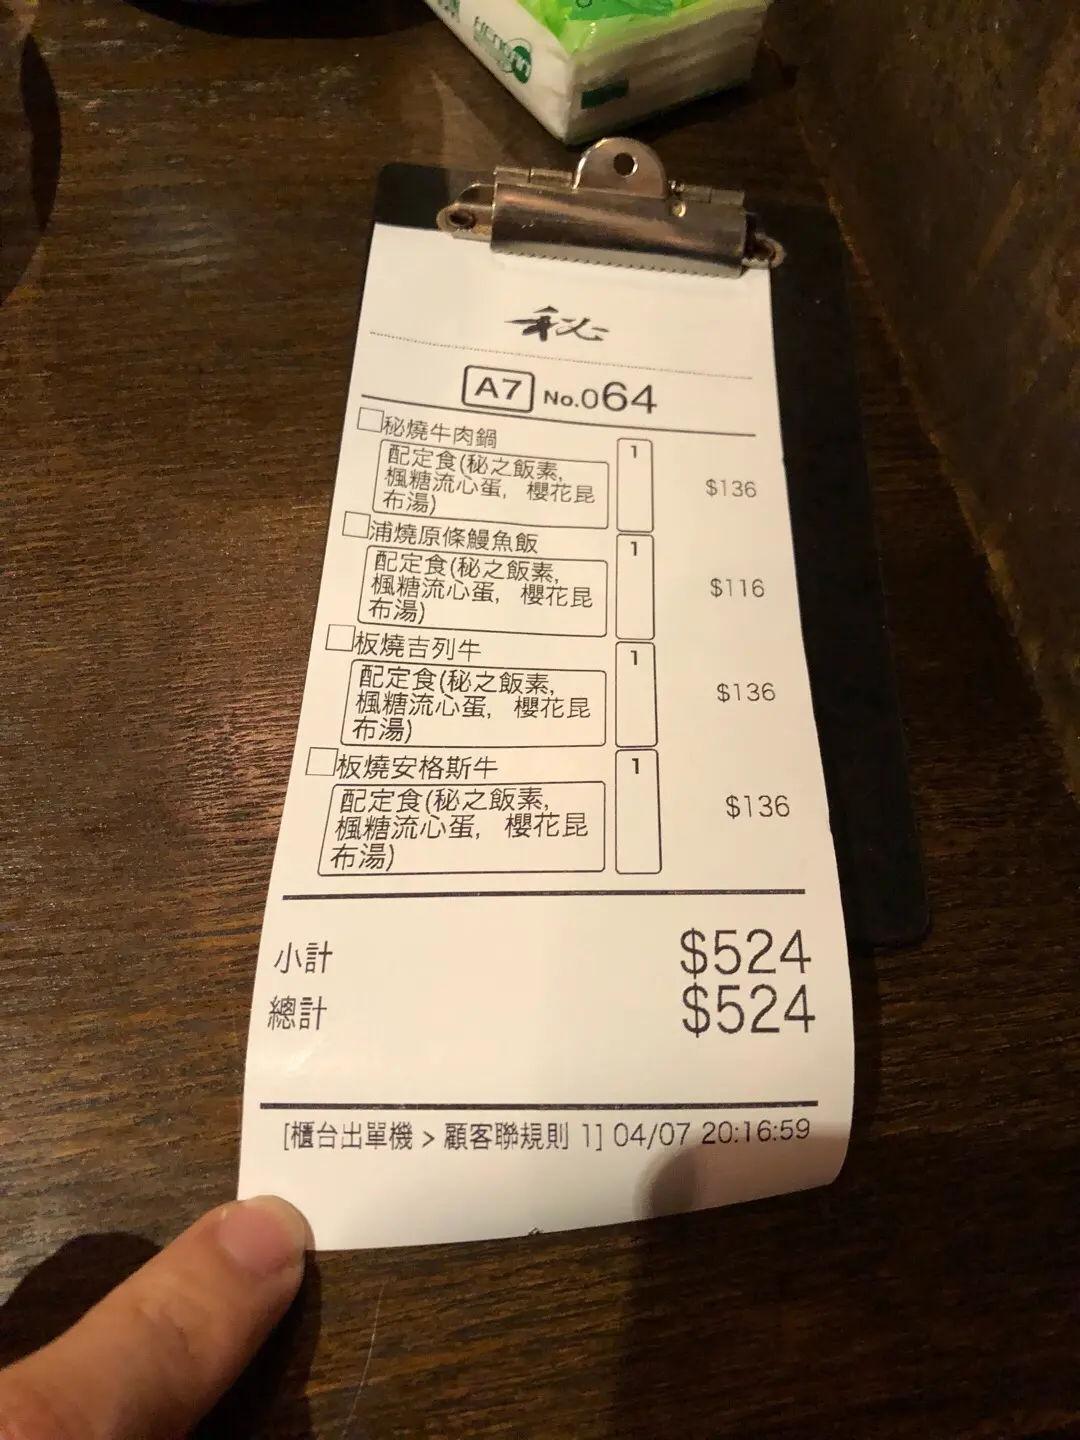 Hengan
秘
A7 No.064
秘燒牛肉鍋
配定食(秘之飯素, 1 $136
楓糖流心蛋, 櫻花昆
布湯)
浦燒原條鰻魚飯
配定食(秘之飯素, 1 $116
楓糖流心蛋, 櫻花昆
布湯)
板燒吉列牛
配定食(秘之飯素, 1 $136
楓糖流心蛋, 櫻花昆
布湯)
板燒安格斯牛
配定食(秘之飯素, 1 $136
楓糖流心蛋, 櫻花昆
布湯)
小計 $524
總計 $524
[櫃台出單機 > 顧客聯規則 1] 04/07 20:16:59